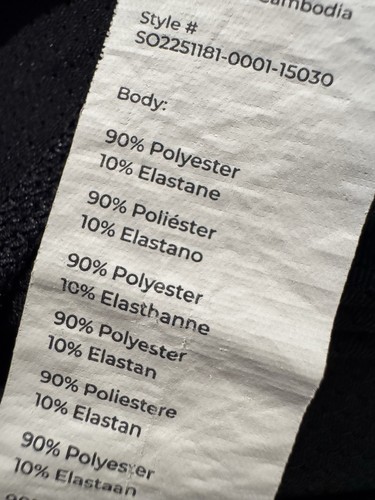 Cambodia
Style #
SO2251181-0001-15030
Body:
90% Polyester
10% Elastane
90% Poliéster
10% Elastano
90% Polyester
10% Elasthanne
90% Polyester
10% Elastan
90% Poliestere
10% Elastan
90% Polyester
10% Elastaan